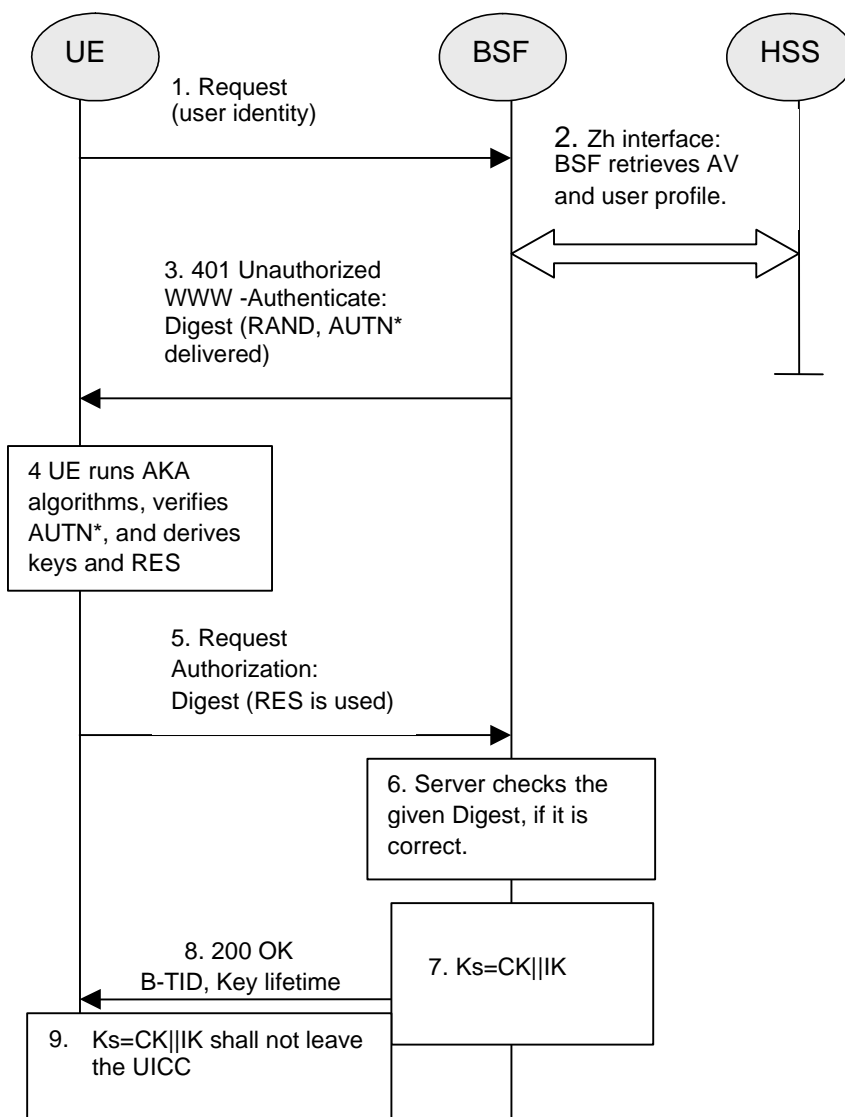 UE
BSF
HSS
1. Request
(user identity)
2. Zh interface:
BSF retrieves AV
and user profile.
3. 401 Unauthorized
WWW -Authenticate:
Digest (RAND, AUTN*
delivered)
4 UE runs AKA
algorithms, verifies
AUTN*, and derives
keys and RES
5. Request
Authorization:
Digest (RES is used)
6. Server checks the
given Digest, if it is
correct.
7. Ks=CK||IK
8. 200 OK
B-TID, Key lifetime
9. Ks=CK||IK shall not leave
the UICC